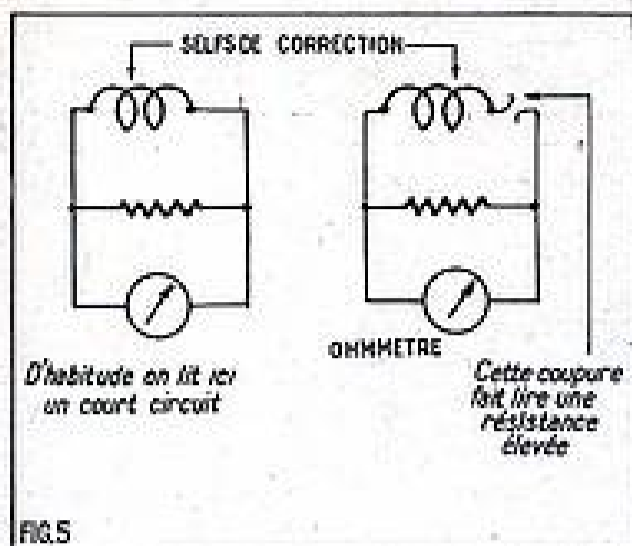 SELFS DE CORRECTION
D'habitude on lit ici
un court circuit
OHMMETRE
Cette coupure
fait lire une
résistance
élevée
FIG.5